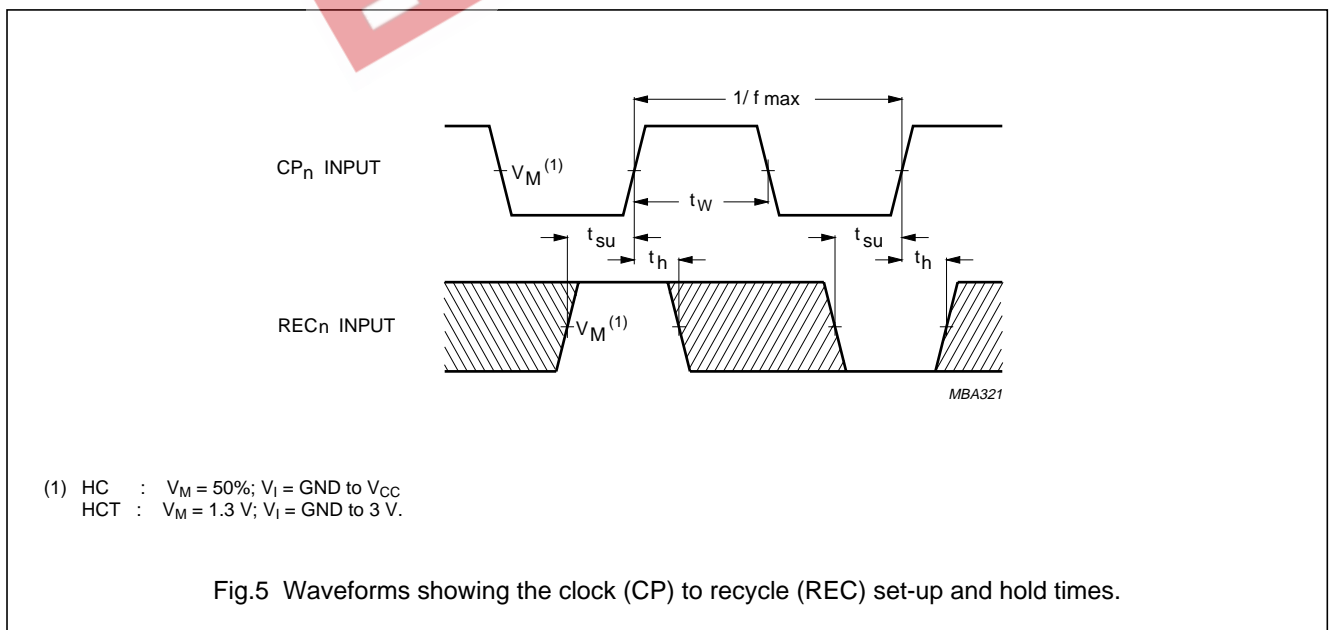 1/ f max
CPn INPUT
VM(1)
tW
tsu
tsu
th
th
RECn INPUT
VM(1)
MBA321
(1) HC : VM = 50%; VI = GND to VCC
HCT : VM = 1.3 V; VI = GND to 3 V.
Fig.5 Waveforms showing the clock (CP) to recycle (REC) set-up and hold times.